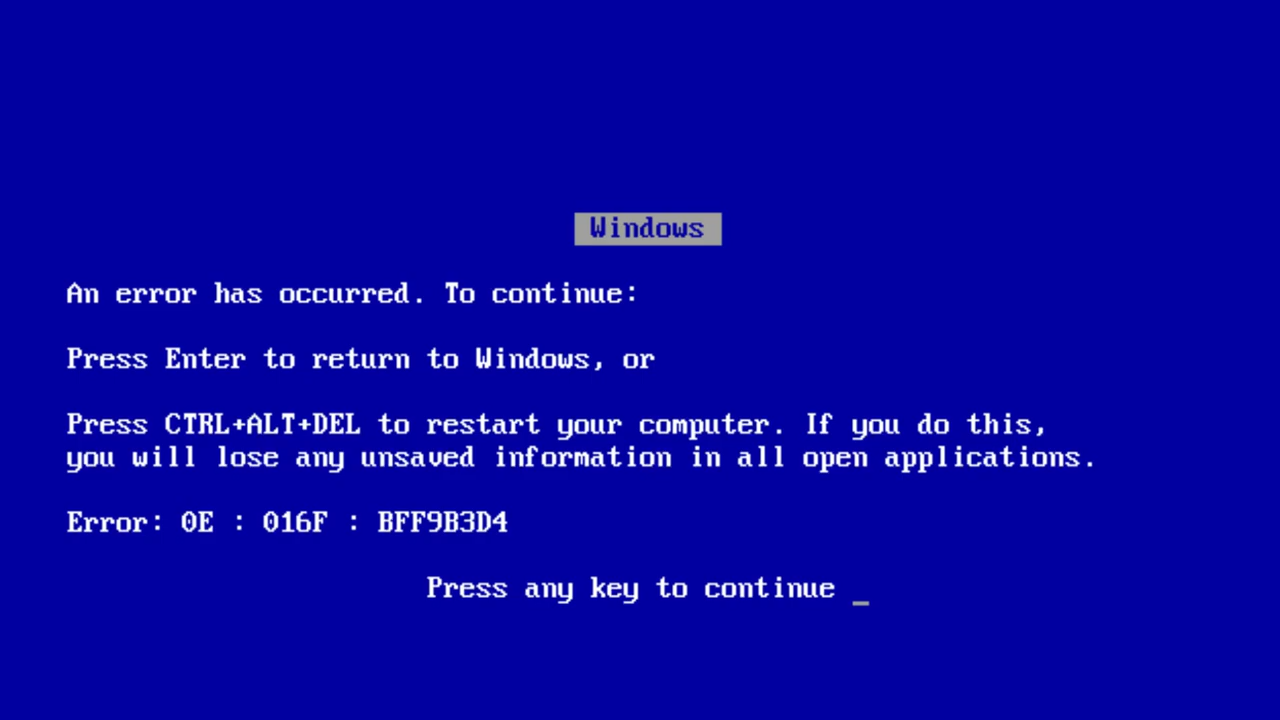 Windows
An error has occurred. To continue:
Press Enter to return to Windows, or
Press CTRL+ALT+DEL to restart your computer. If you do this,
you will lose any unsaved information in all open applications.
Error: 0E : 016F : BFF9B3D4
Press any key to continue _